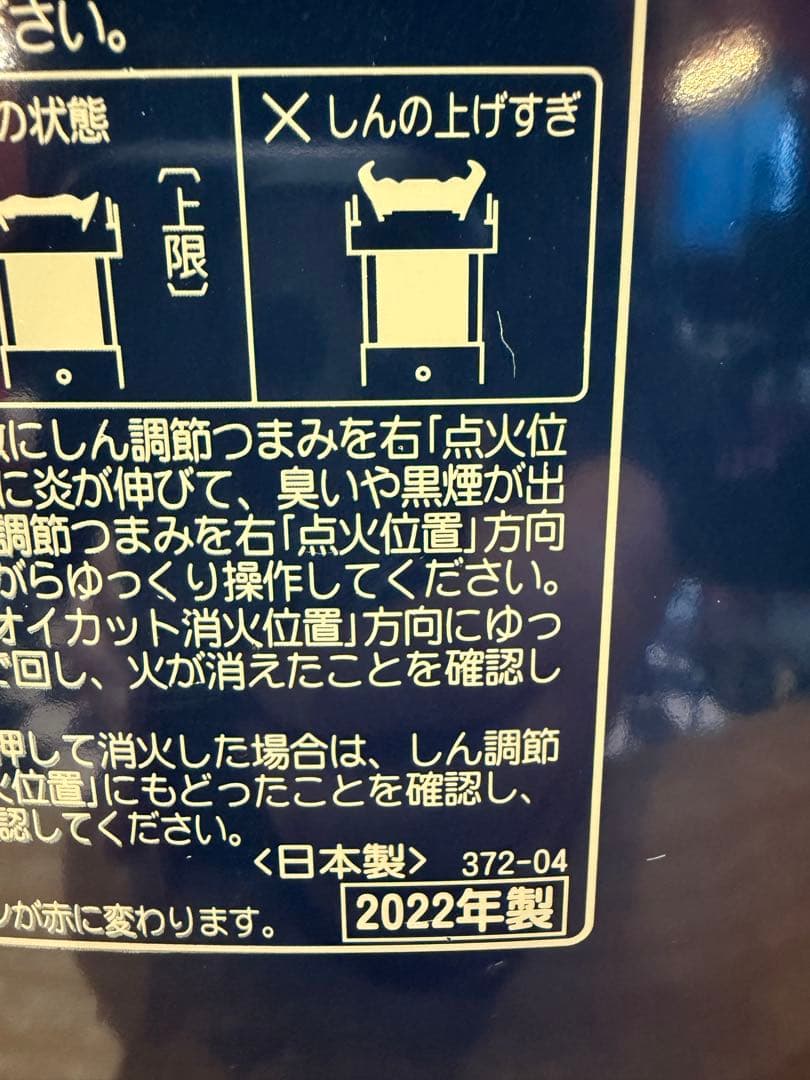 さい。
の状態
× しんの上げすぎ
〔上限〕
にしん調節つまみを右「点火位
に炎が伸びて、臭いや黒煙が出
調節つまみを右「点火位置」方向
がらゆっくり操作してください。
オイカット消火位置」方向にゆっ
で回し、火が消えたことを確認し
押して消火した場合は、しん調節
火位置」にもどったことを確認し、
認してください。
〈日本製〉 372-04
2022年製
ンが赤に変わります。